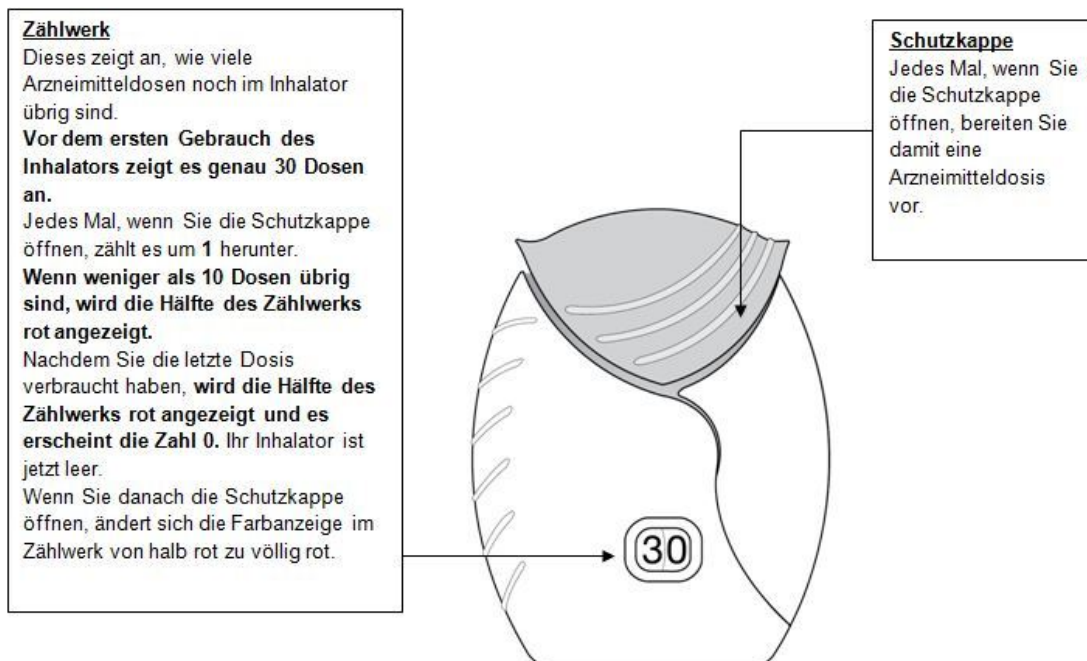 Zählwerk
Dieses zeigt an, wie viele
Arzneimitteldosen noch im Inhalator
übrig sind.
Vor dem ersten Gebrauch des
Inhalators zeigt es genau 30 Dosen
an.
Jedes Mal, wenn Sie die Schutzkappe
öffnen, zählt es um 1 herunter.
Wenn weniger als 10 Dosen übrig
sind, wird die Hälfte des Zählwerks
rot angezeigt.
Nachdem Sie die letzte Dosis
verbraucht haben, wird die Hälfte des
Zählwerks rot angezeigt und es
erscheint die Zahl 0. Ihr Inhalator ist
jetzt leer.
Wenn Sie danach die Schutzkappe
öffnen, ändert sich die Farbanzeige im
Zählwerk von halb rot zu völlig rot.
Schutzkappe
Jedes Mal, wenn Sie
die Schutzkappe
öffnen, bereiten Sie
damit eine
Arzneimitteldosis
vor.
30